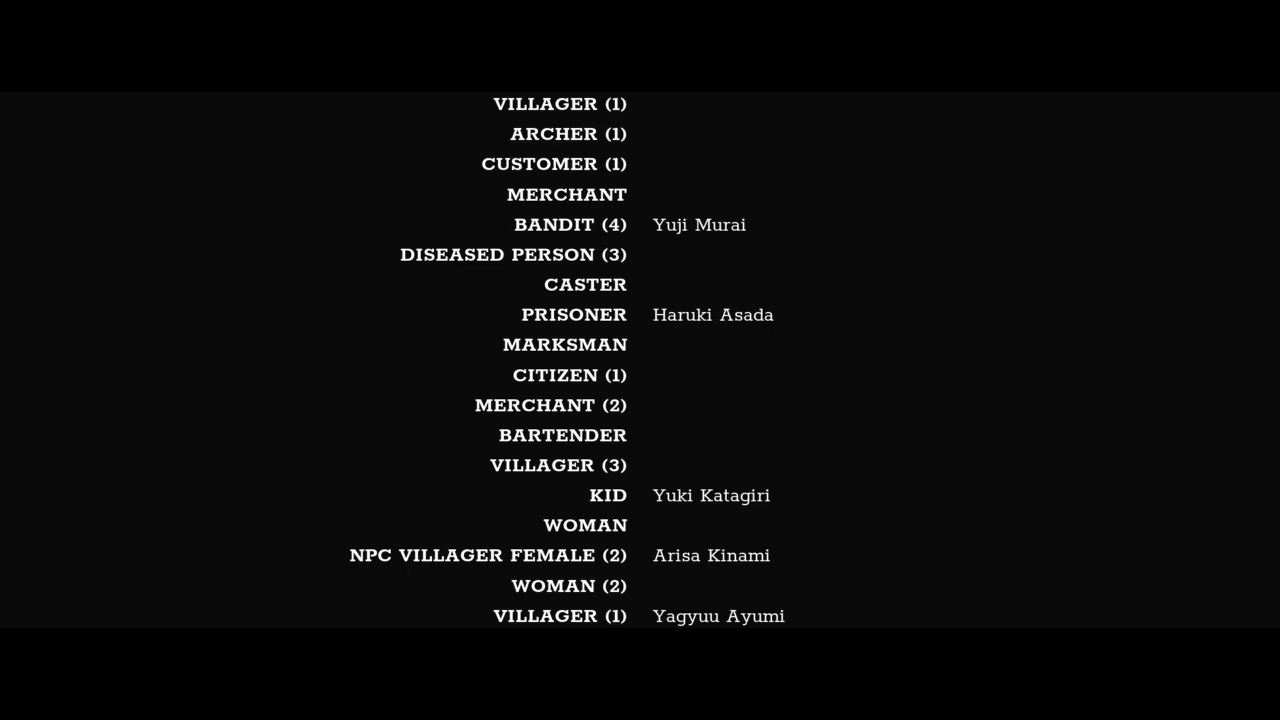 VILLAGER (1)
ARCHER (1)
CUSTOMER (1)
MERCHANT
BANDIT (4) Yuji Murai
DISEASED PERSON (3)
CASTER
PRISONER Haruki Asada
MARKSMAN
CITIZEN (1)
MERCHANT (2)
BARTENDER
VILLAGER (3)
KID Yuki Katagiri
WOMAN
NPC VILLAGER FEMALE (2) Arisa Kinami
WOMAN (2)
VILLAGER (1) Yagyuu Ayumi